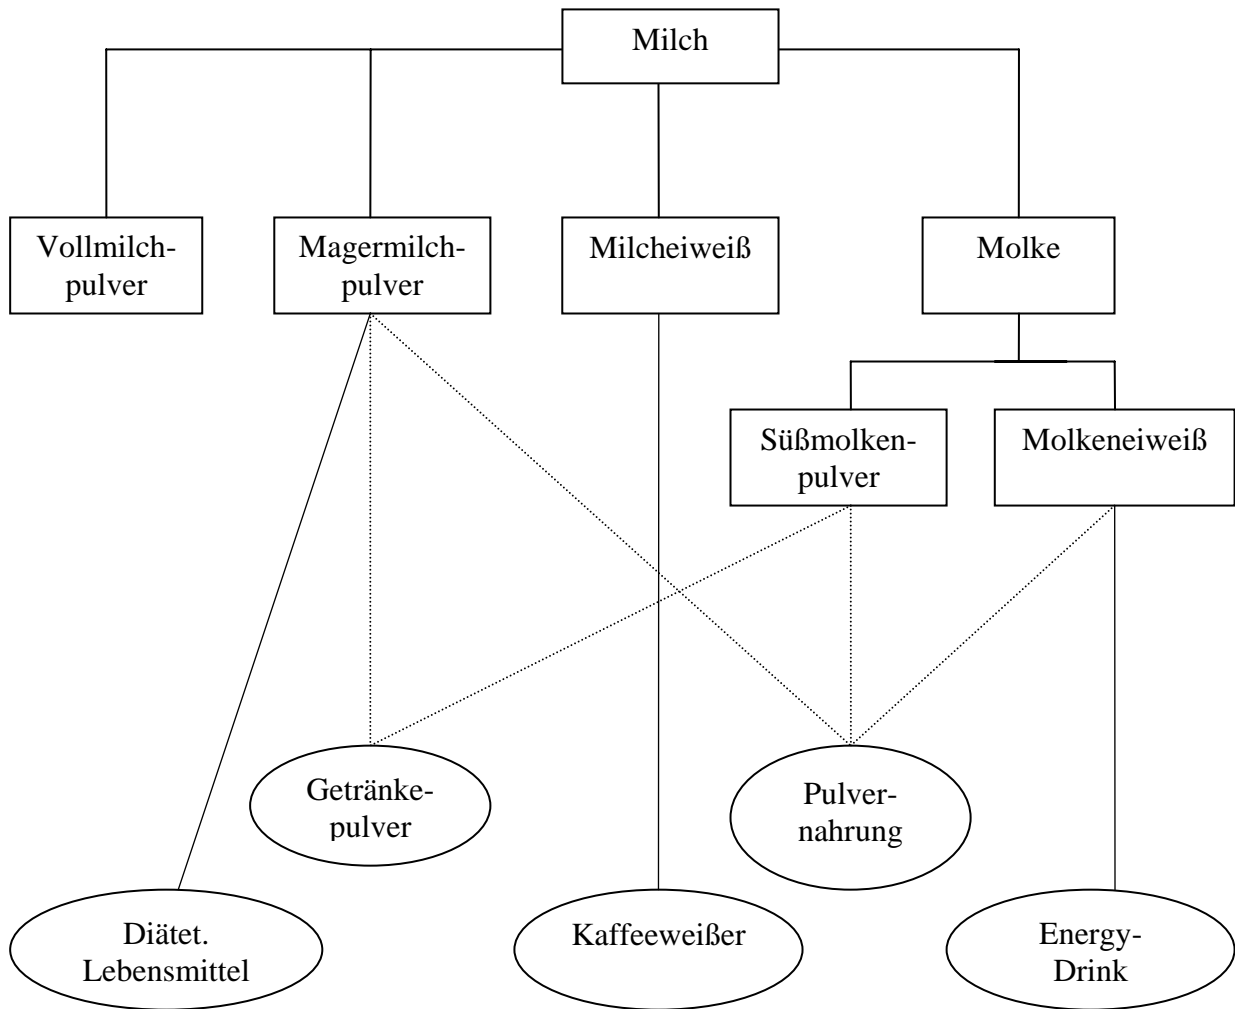 Milch
Vollmilch-
pulver
Magermilch-
pulver
Milcheiweiß
Molke
Süßmolken-
pulver
Molkeneiweiß
Getränke-
pulver
Pulver-
nahrung
Diätet.
Lebensmittel
Kaffeeweißer
Energy-
Drink